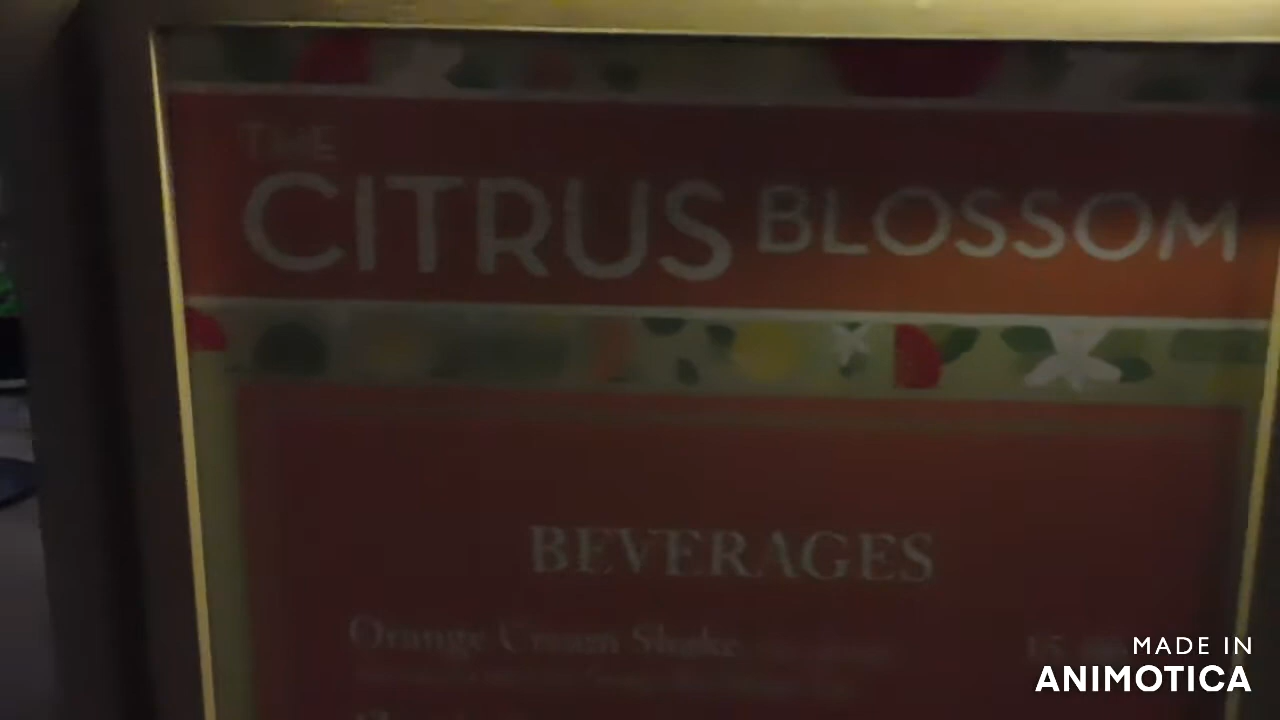 THE
CITRUS BLOSSOM
BEVERAGES
Orange Cream Shake
MADE IN
ANIMOTICA